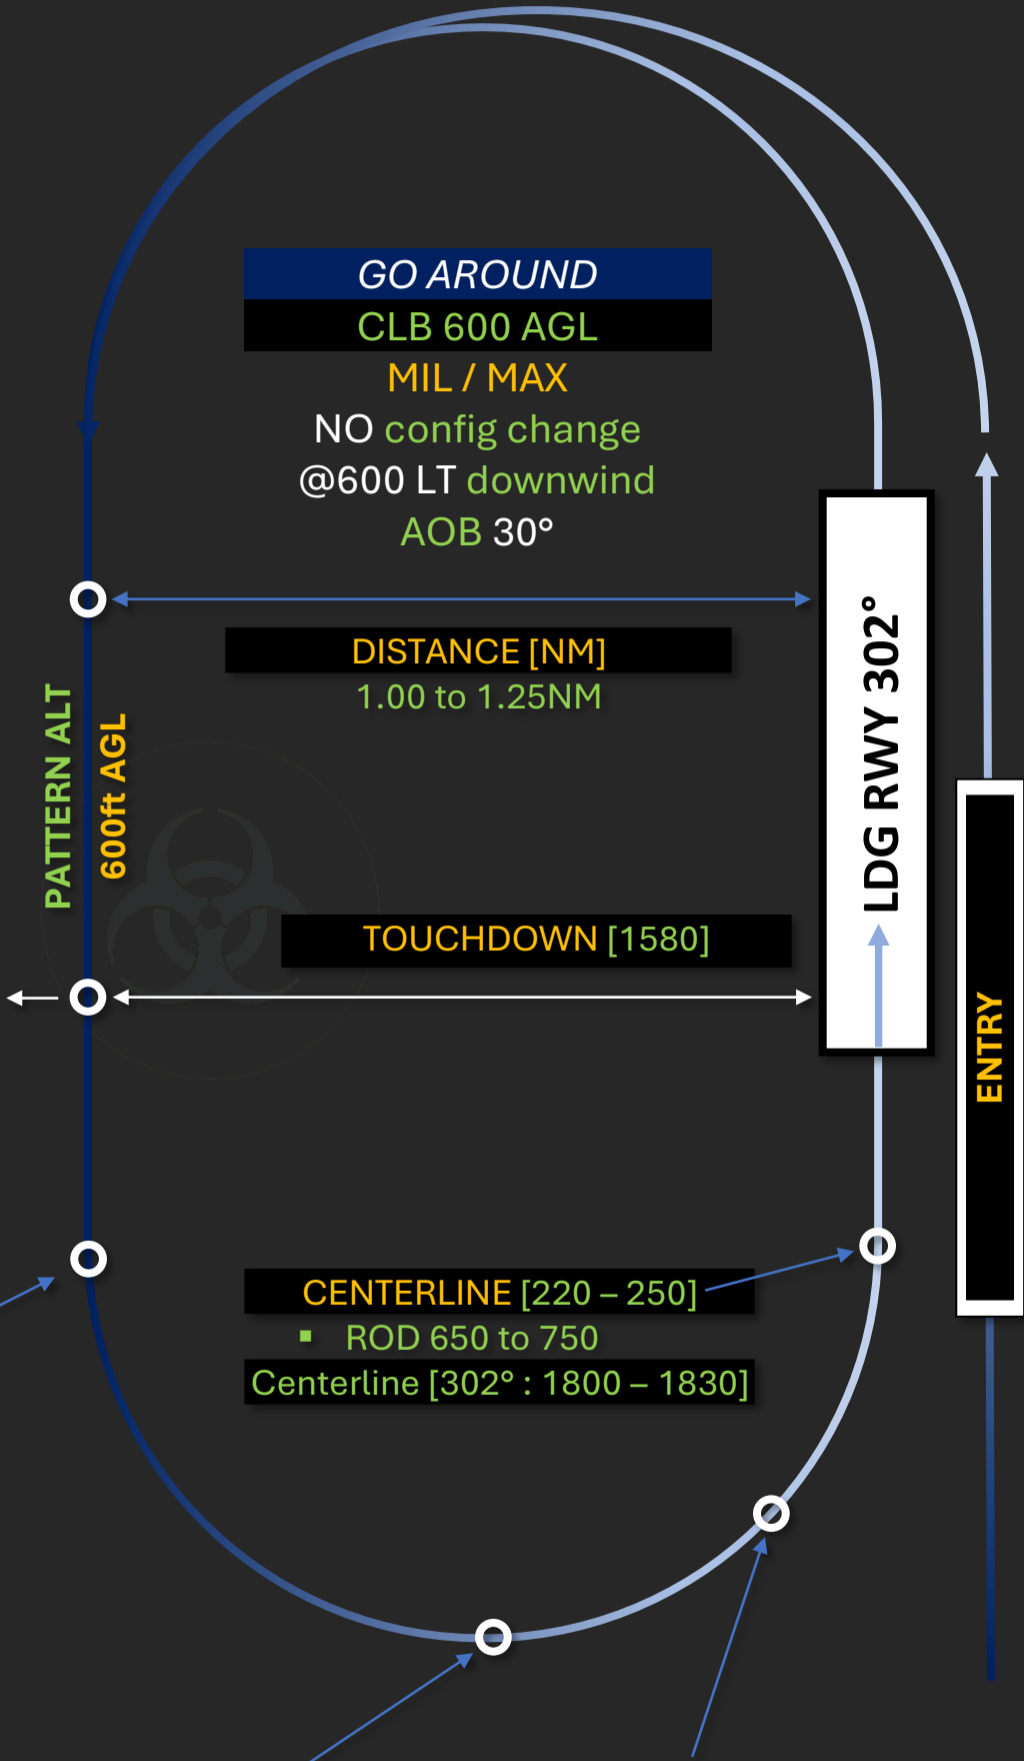 GO AROUND
CLB 600 AGL
MIL / MAX
NO config change
@600 LT downwind
AOB 30°
DISTANCE [NM]
1.00 to 1.25NM
PATTERN ALT
600ft AGL
LDG RWY 302°
TOUCHDOWN [1580]
ENTRY
CENTERLINE [220 – 250]
▪ ROD 650 to 750
Centerline [302° : 1800 – 1830]